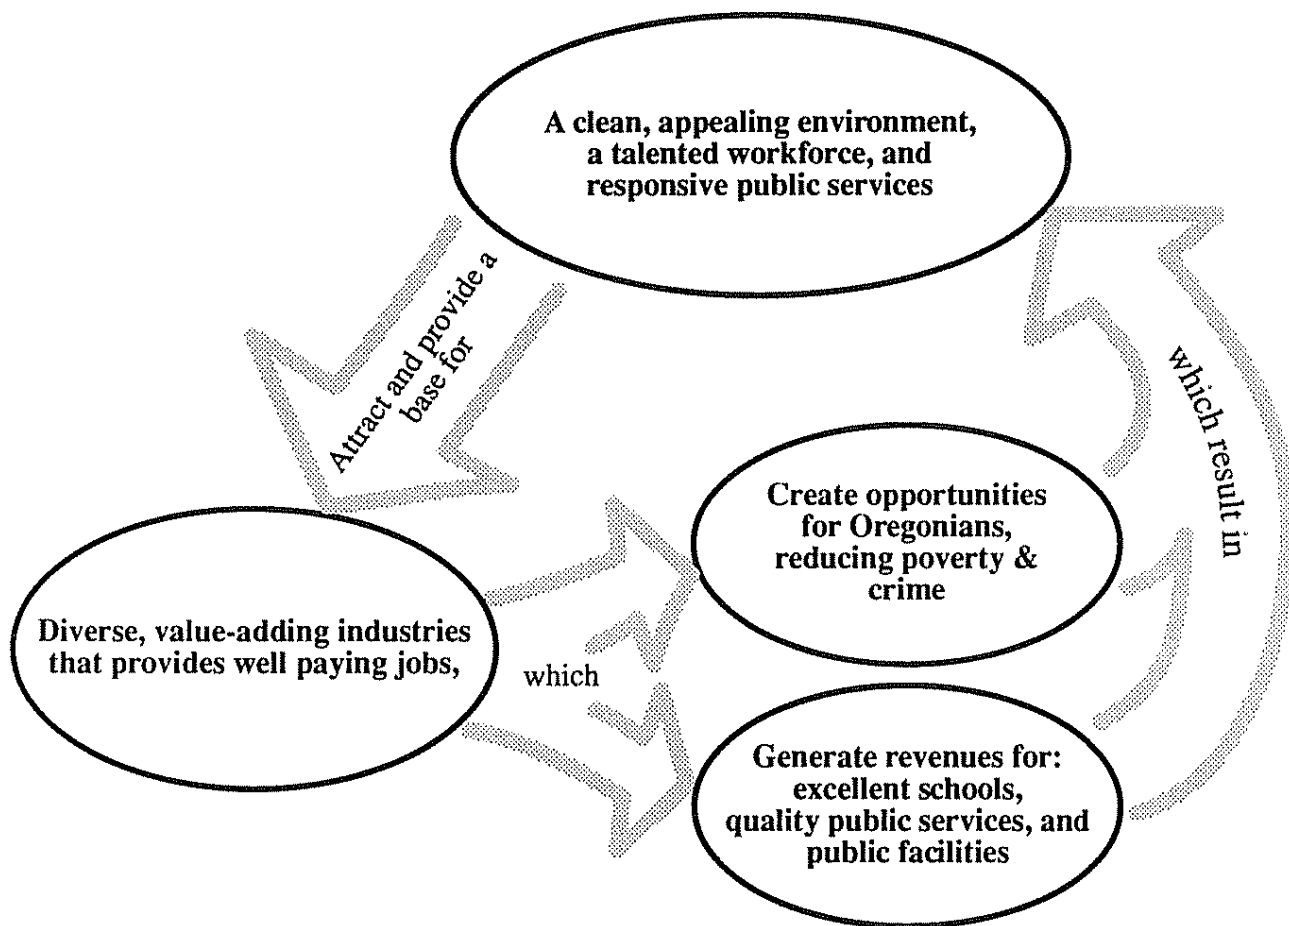 A clean, appealing environment,
a talented workforce, and
responsive public services
Attract and provide a
base for
Diverse, value-adding industries
that provides well paying jobs,
which
Create opportunities
for Oregonians,
reducing poverty &
crime
Generate revenues for:
excellent schools,
quality public services, and
public facilities
which result in